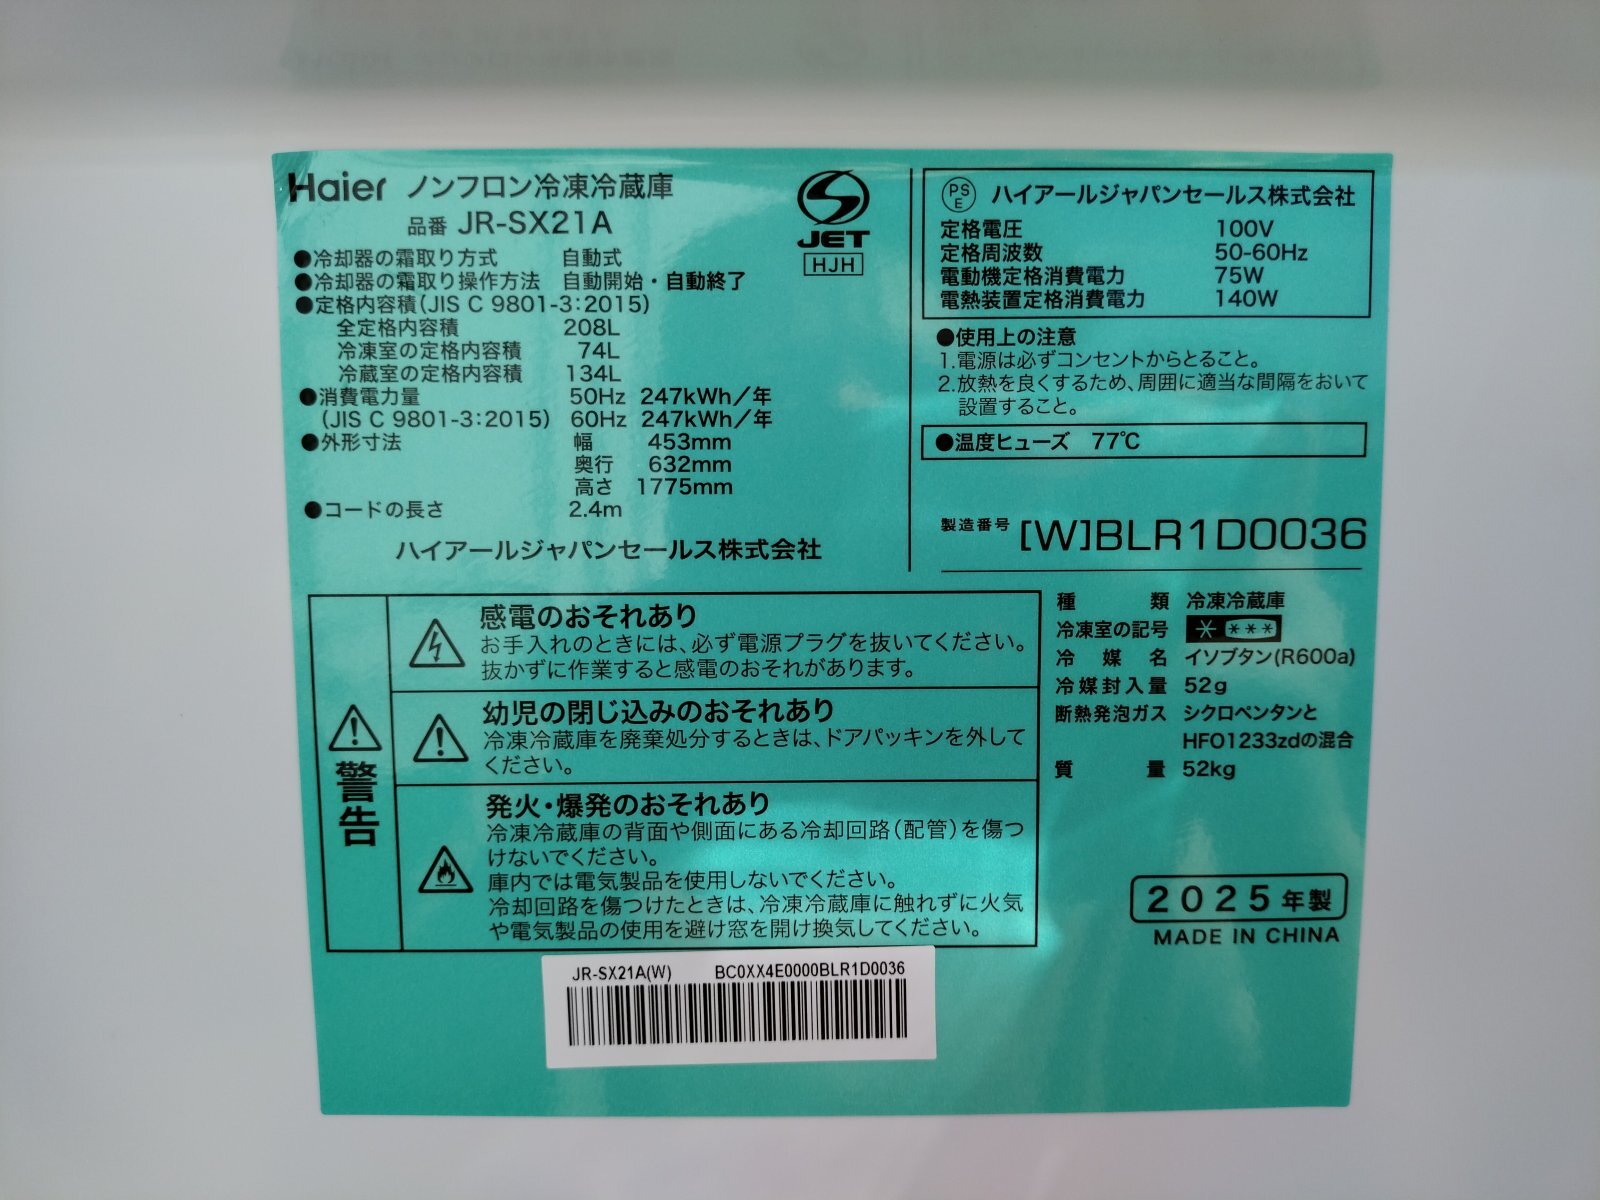 Haier ノンフロン冷凍冷蔵庫
品番 JR-SX21A
●冷却器の霜取り方式 自動式
●冷却器の霜取り操作方法 自動開始・自動終了
●定格内容積(JIS C 9801-3:2015)
全定格内容積 208L
冷凍室の定格内容積 74L
冷蔵室の定格内容積 134L
●消費電力量 50Hz 247kWh/年
(JIS C 9801-3:2015) 60Hz 247kWh/年
●外形寸法 幅 453mm
奥行 632mm
高さ 1775mm
●コードの長さ 2.4m
ハイアールジャパンセールス株式会社
JET
HJH
PSE ハイアールジャパンセールス株式会社
定格電圧 100V
定格周波数 50-60Hz
電動機定格消費電力 75W
電熱装置定格消費電力 140W
●使用上の注意
1.電源は必ずコンセントからとること。
2.放熱を良くするため、周囲に適当な間隔をおいて
設置すること。
●温度ヒューズ 77℃
製造番号 [W]BLR1D0036
警告
感電のおそれあり
お手入れのときには、必ず電源プラグを抜いてください。
抜かずに作業すると感電のおそれがあります。
幼児の閉じ込みのおそれあり
冷凍冷蔵庫を廃棄処分するときは、ドアパッキンを外して
ください。
発火・爆発のおそれあり
冷凍冷蔵庫の背面や側面にある冷却回路(配管)を傷つ
けないでください。
庫内では電気製品を使用しないでください。
冷却回路を傷つけたときは、冷凍冷蔵庫に触れずに火気
や電気製品の使用を避け窓を開け換気してください。
種類 冷凍冷蔵庫
冷凍室の記号 * ***
冷媒名 イソブタン(R600a)
冷媒封入量 52g
断熱発泡ガス シクロペンタンと
HFO1233zdの混合
質量 52kg
2025年製
MADE IN CHINA
JR-SX21A(W) BC0XX4E0000BLR1D0036